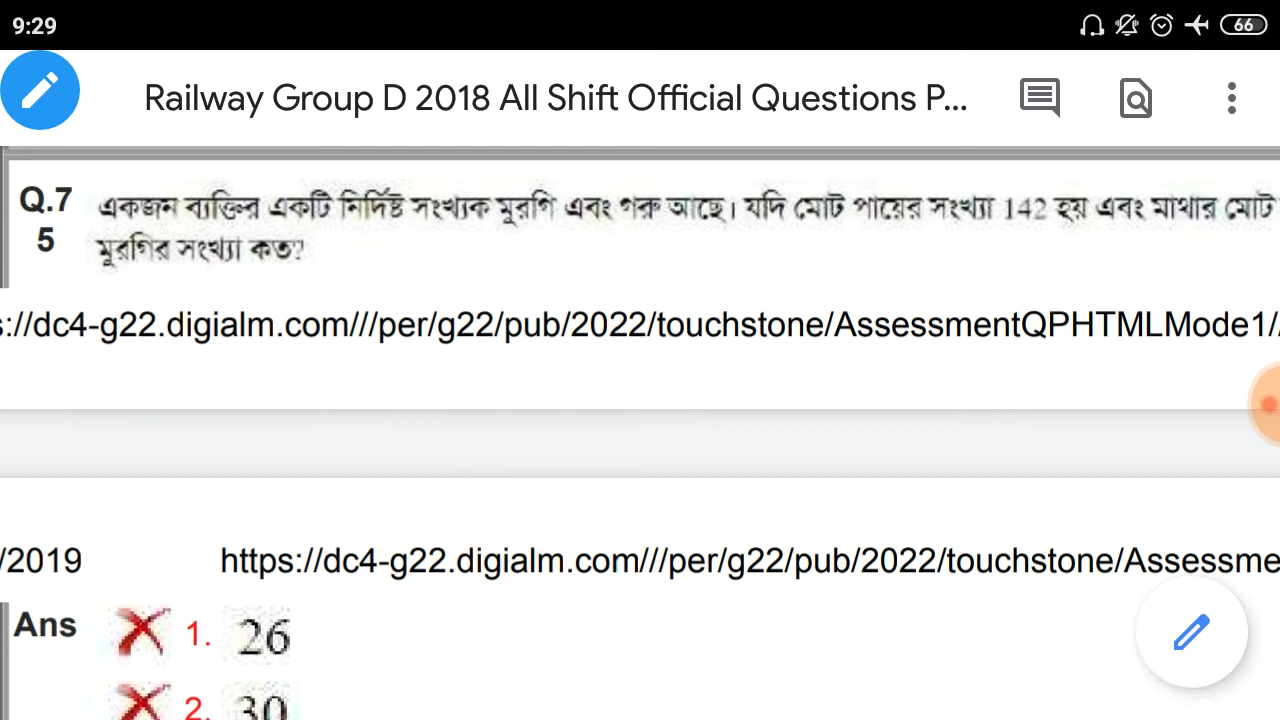 9:29
66
Railway Group D 2018 All Shift Official Questions P...
Q.7 একজন ব্যক্তির একটি নির্দিষ্ট সংখ্যক মুরগি এবং গরু আছে। যদি মোট পায়ের সংখ্যা 142 হয় এবং মাথার মোট
5 মুরগির সংখ্যা কত?
s://dc4-g22.digialm.com///per/g22/pub/2022/touchstone/AssessmentQPHTMLMode1/
/2019 https://dc4-g22.digialm.com///per/g22/pub/2022/touchstone/Assessme
Ans 1. 26
2. 30